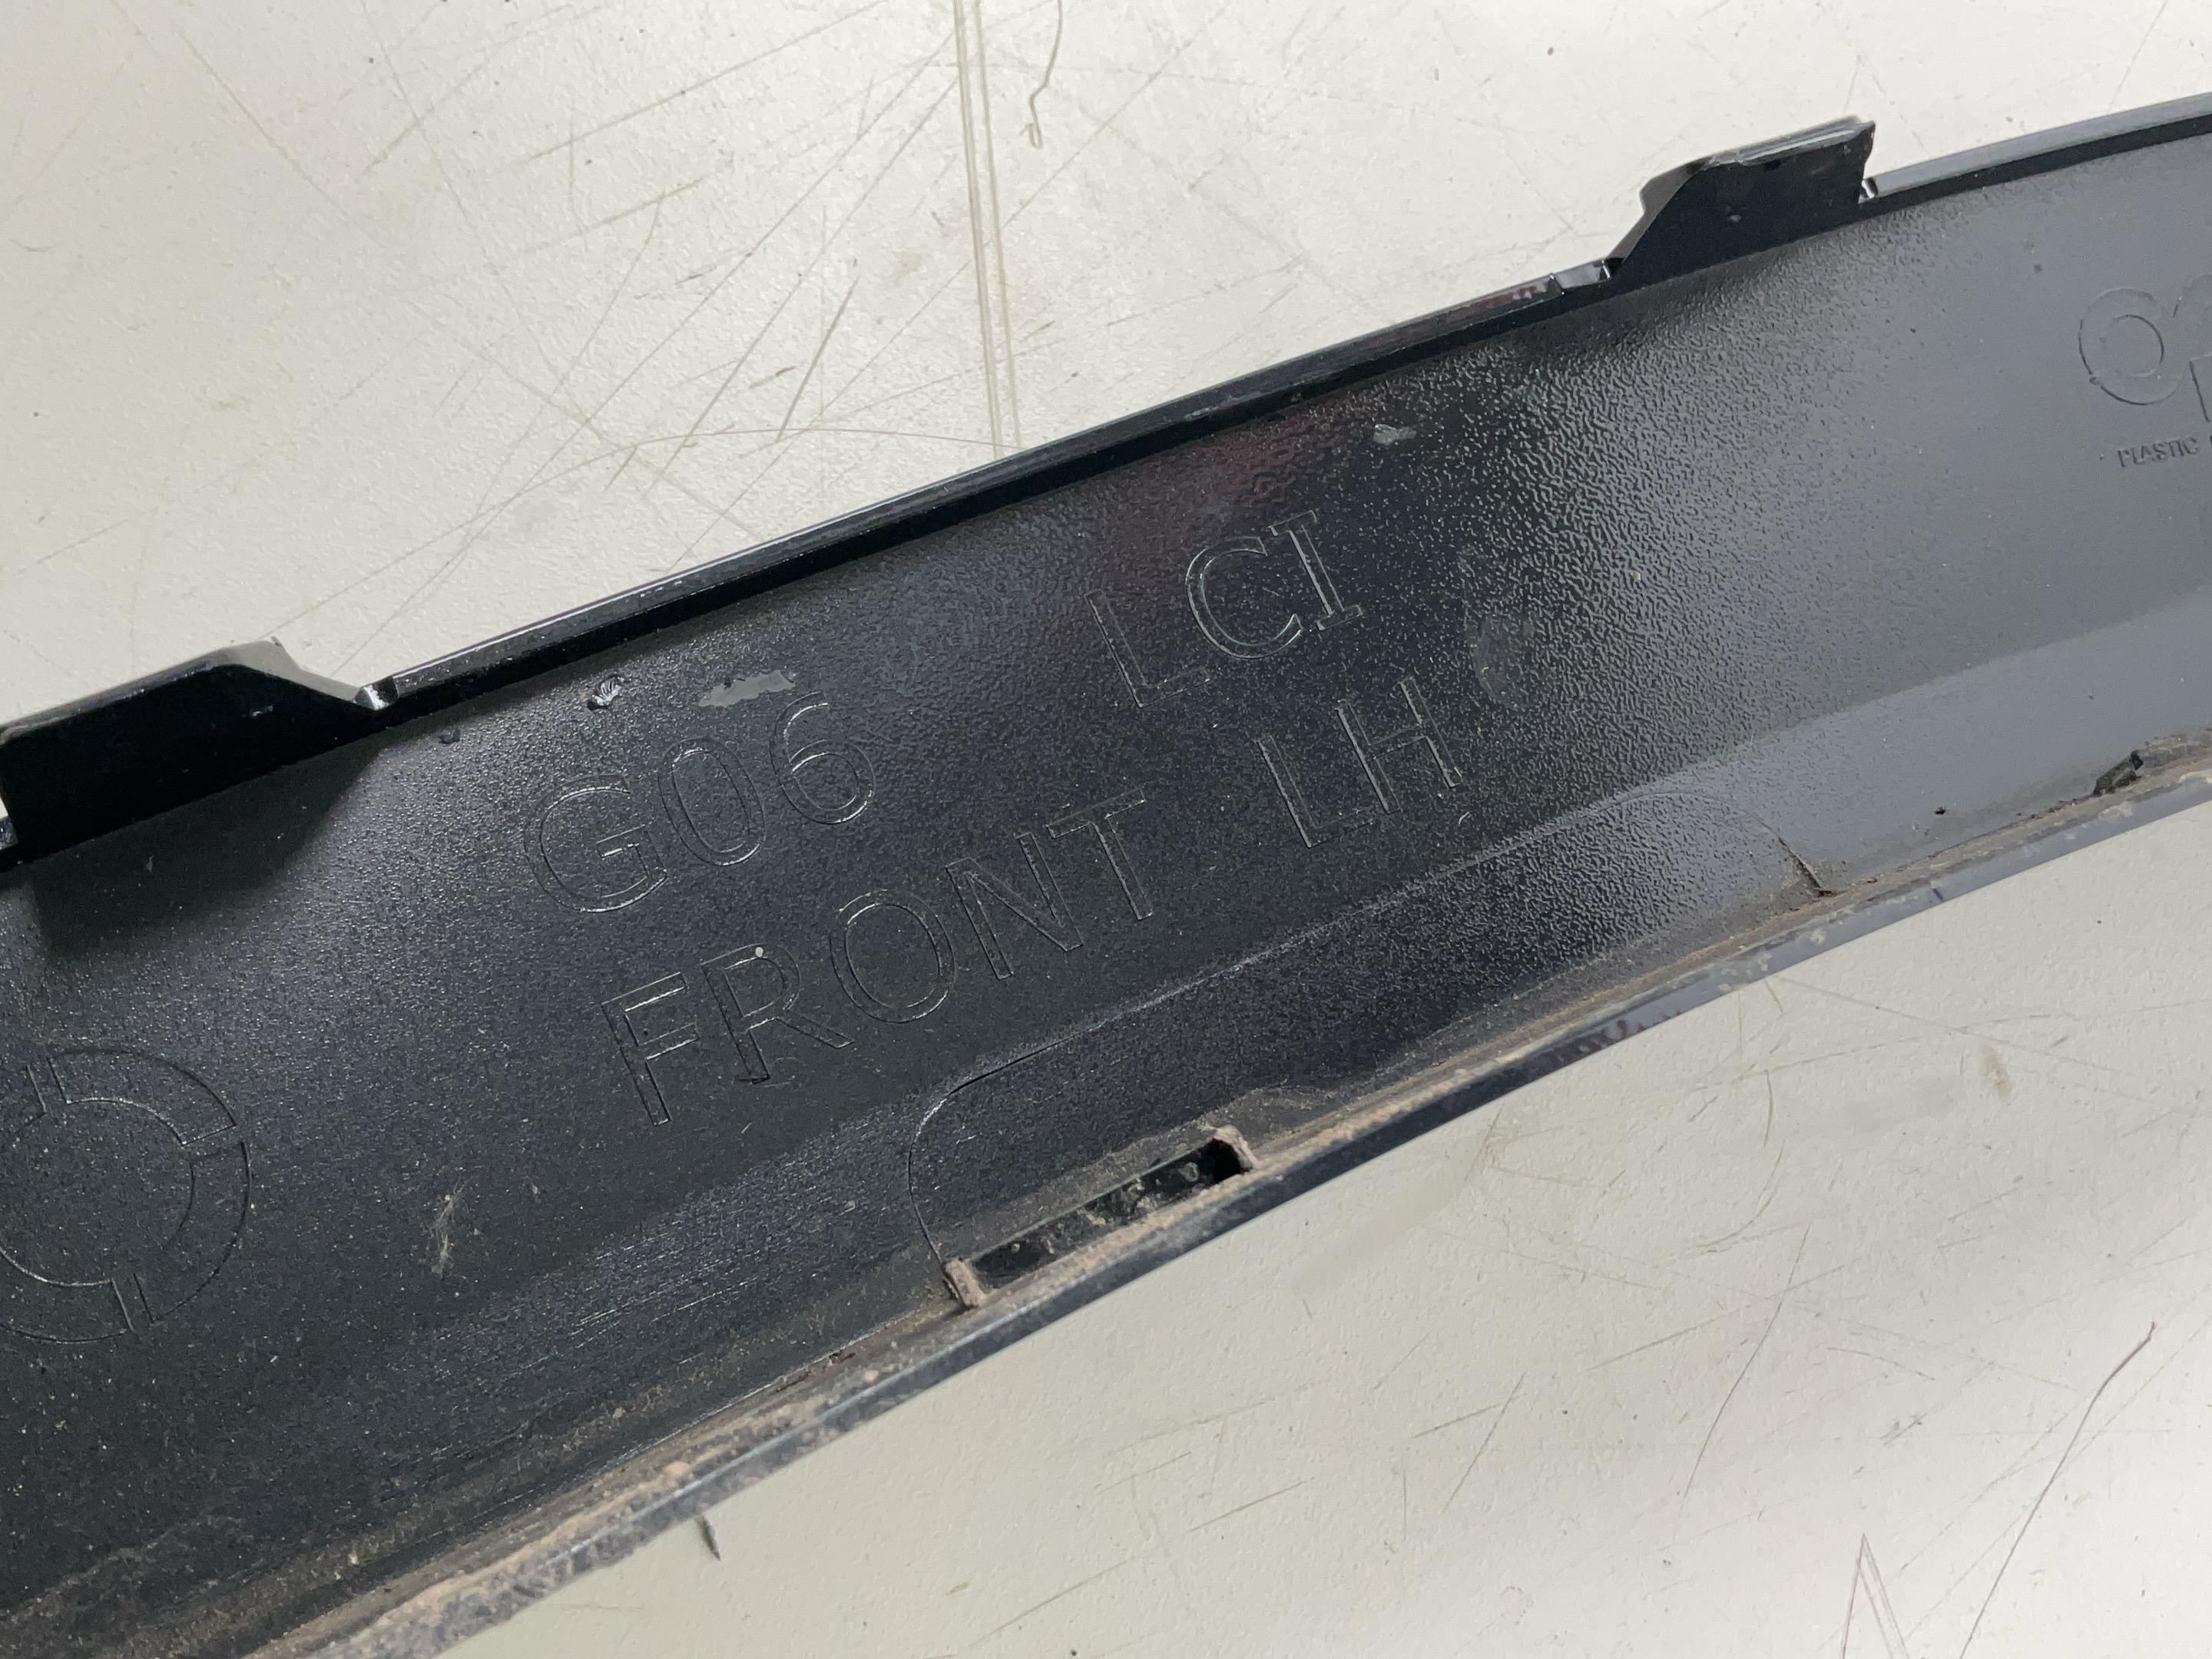 G06 LCI
FRONT LH
PLASTIC